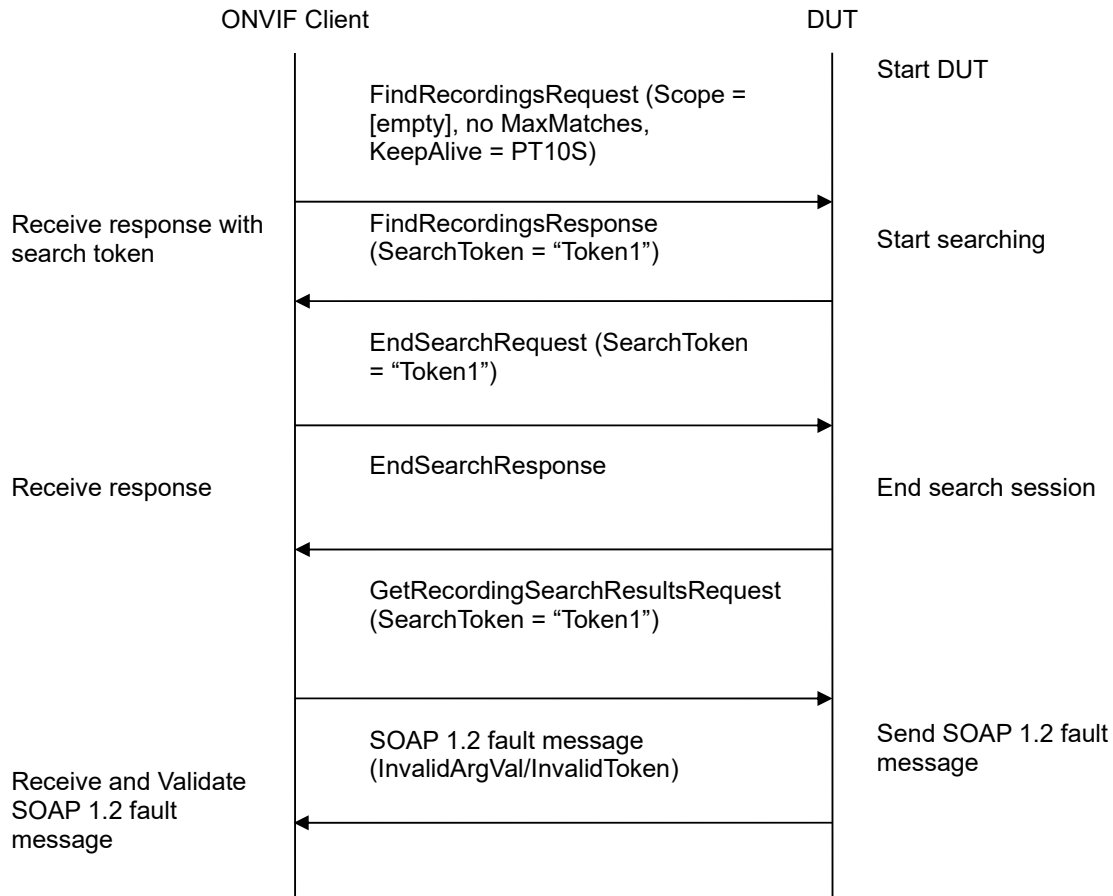 ONVIF Client
DUT
Start DUT
FindRecordingsRequest (Scope =
[empty], no MaxMatches,
KeepAlive = PT10S)
Receive response with
search token
FindRecordingsResponse
(SearchToken = “Token1”)
Start searching
EndSearchRequest (SearchToken
= “Token1”)
EndSearchResponse
Receive response
End search session
GetRecordingSearchResultsRequest
(SearchToken = “Token1”)
SOAP 1.2 fault message
(InvalidArgVal/InvalidToken)
Send SOAP 1.2 fault
message
Receive and Validate
SOAP 1.2 fault
message